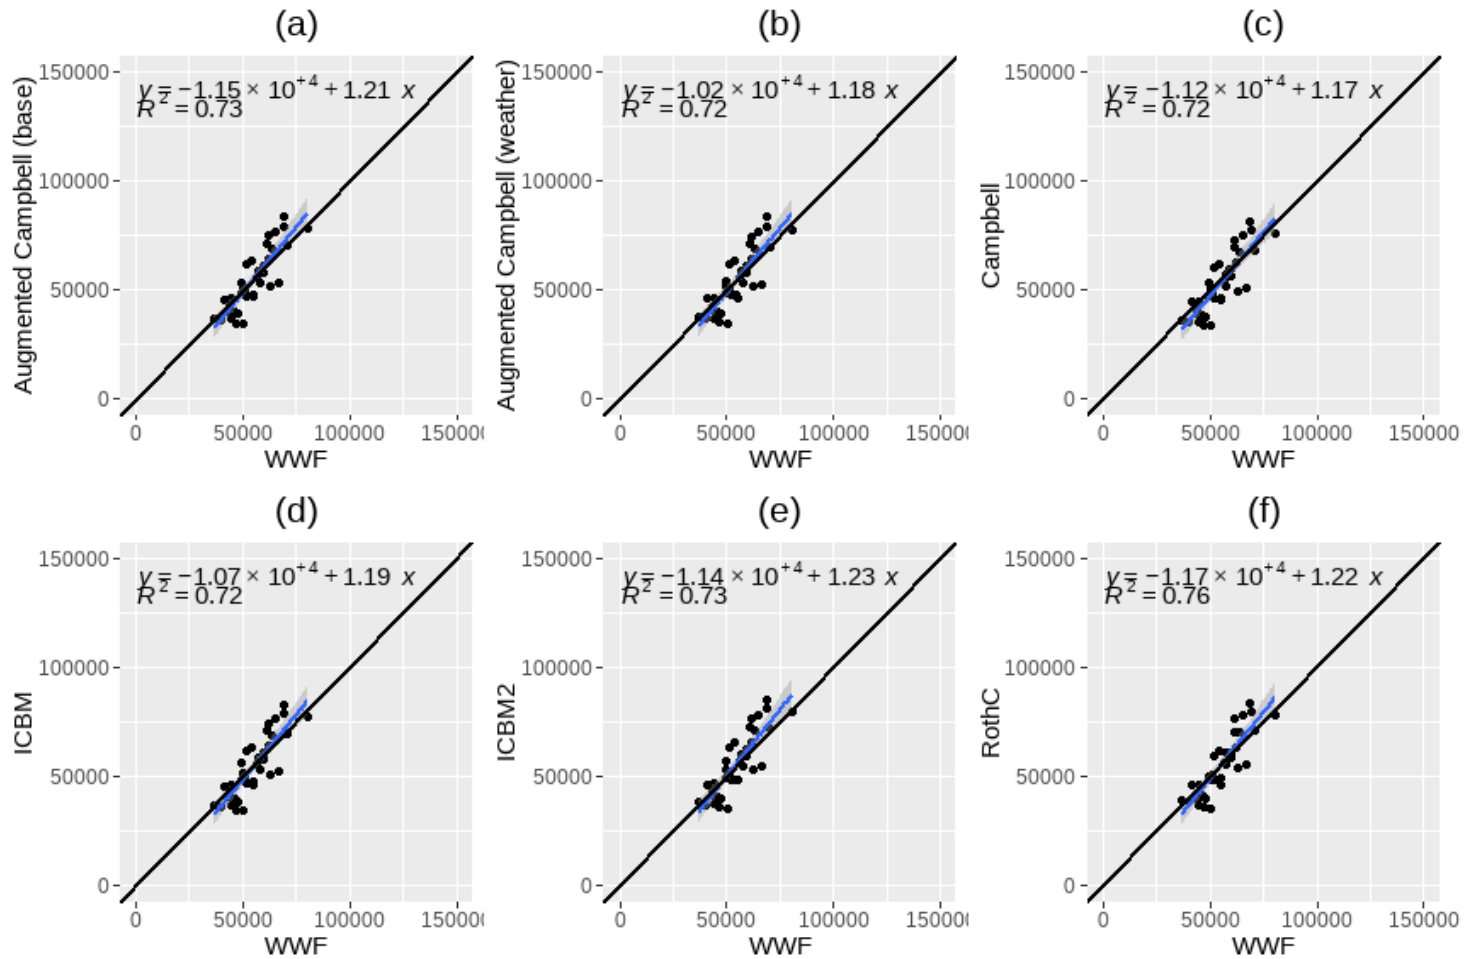 (a)
Augmented Campbell (base)
150000
100000
50000
0
y = −1.15 × 10⁺⁴ + 1.21 x
R² = 0.73
0 50000 100000 15000(
WWF
(b)
Augmented Campbell (weather)
150000
100000
50000
0
y = −1.02 × 10⁺⁴ + 1.18 x
R² = 0.72
0 50000 100000 15000(
WWF
(c)
Campbell
150000
100000
50000
0
y = −1.12 × 10⁺⁴ + 1.17 x
R² = 0.72
0 50000 100000 150000
WWF
(d)
ICBM
150000
100000
50000
0
y = −1.07 × 10⁺⁴ + 1.19 x
R² = 0.72
0 50000 100000 15000(
WWF
(e)
ICBM2
150000
100000
50000
0
y = −1.14 × 10⁺⁴ + 1.23 x
R² = 0.73
0 50000 100000 15000(
WWF
(f)
RothC
150000
100000
50000
0
y = −1.17 × 10⁺⁴ + 1.22 x
R² = 0.76
0 50000 100000 150000
WWF